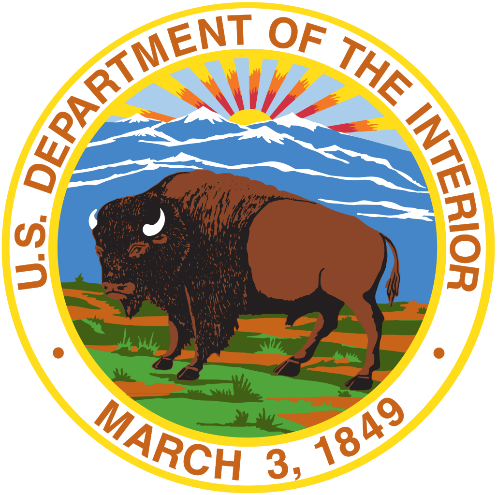 U.S. DEPARTMENT OF THE INTERIOR
MARCH 3, 1849